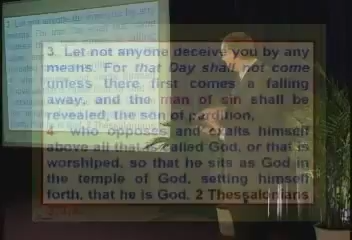 3 Let not anyone deceive you by any
means. For that Day shall not come
unless there first comes a falling
away, and the man of sin shall be
revealed, the son of perdition,
4 who opposes and exalts himself
above all that is called God, or that is
worshiped, so that he sits as God in
the temple of God, setting himself
forth, that he is God. 2 Thessalonians
2:3,4